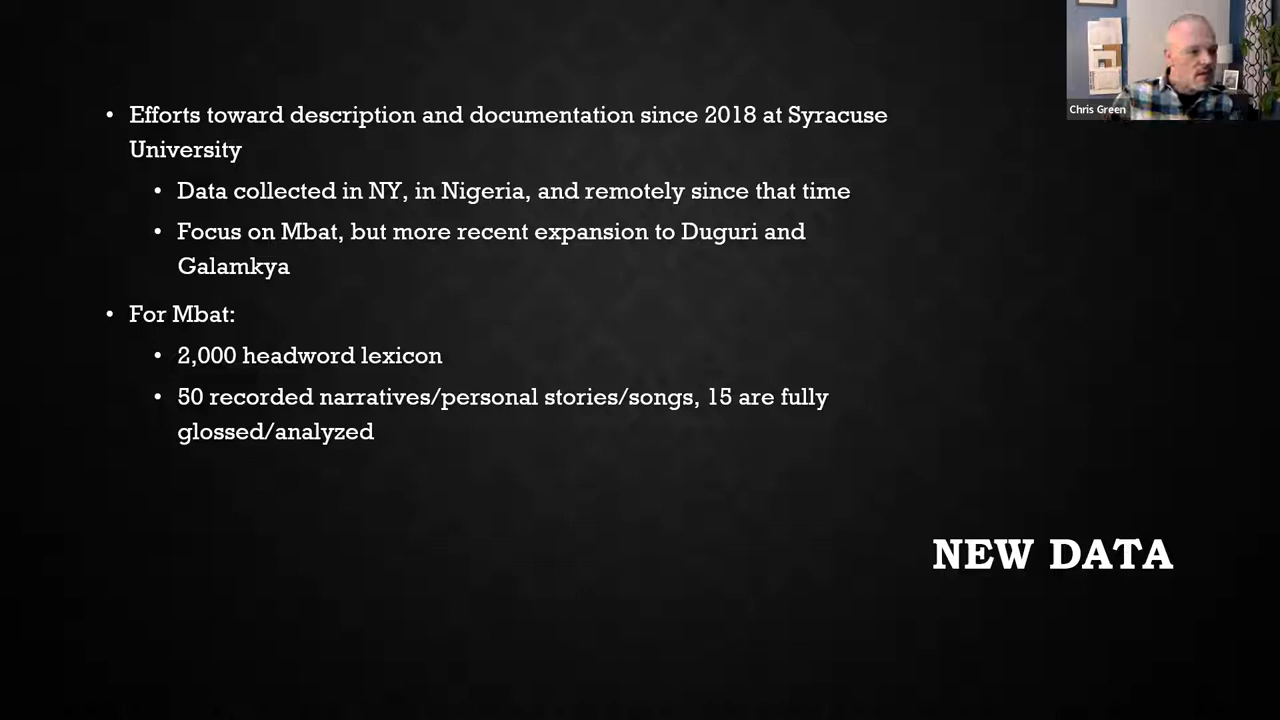 • Efforts toward description and documentation since 2018 at Syracuse
University
• Data collected in NY, in Nigeria, and remotely since that time
• Focus on Mbat, but more recent expansion to Duguri and
Galamkya
• For Mbat:
• 2,000 headword lexicon
• 50 recorded narratives/personal stories/songs, 15 are fully
glossed/analyzed
NEW DATA
Chris Green